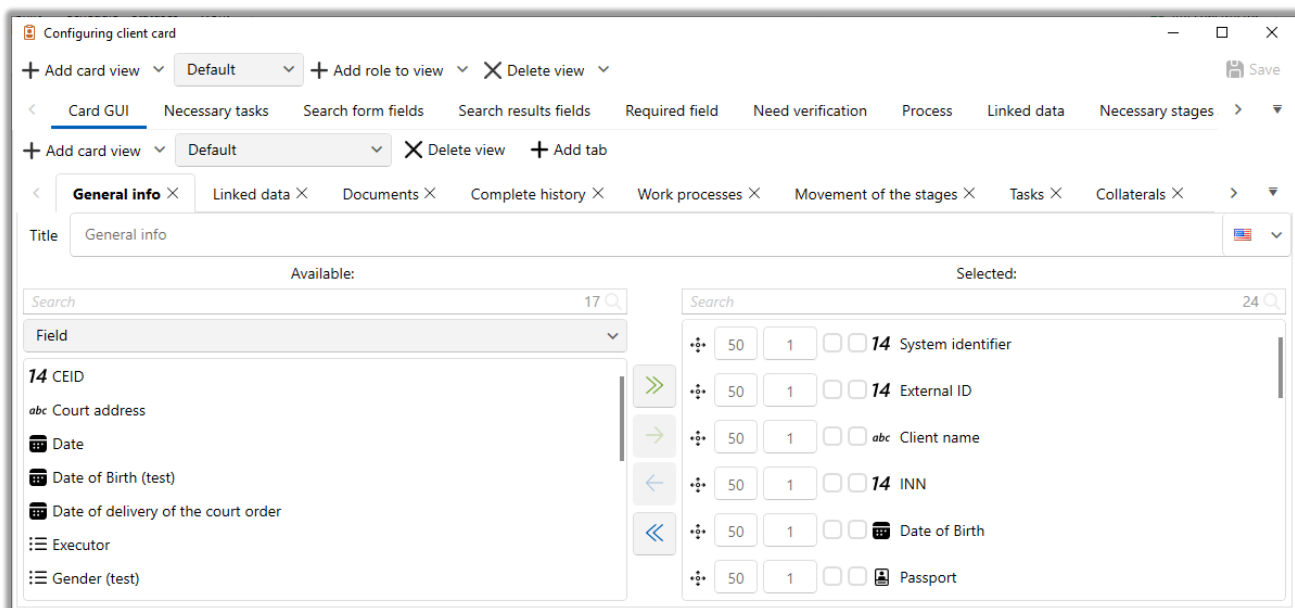 Configuring client card
Add card view Default Add role to view Delete view Save
Card GUI Necessary tasks Search form fields Search results fields Required field Need verification Process Linked data Necessary stages
Add card view Default Delete view Add tab
General info Linked data Documents Complete history Work processes Movement of the stages Tasks Collaterals
Title General info
Available: Selected:
Search 17 Search 24
Field
14 CEID
abc Court address
Date
Date of Birth (test)
Date of delivery of the court order
Executor
Gender (test)
50 1 14 System identifier
50 1 14 External ID
50 1 abc Client name
50 1 14 INN
50 1 Date of Birth
50 1 Passport